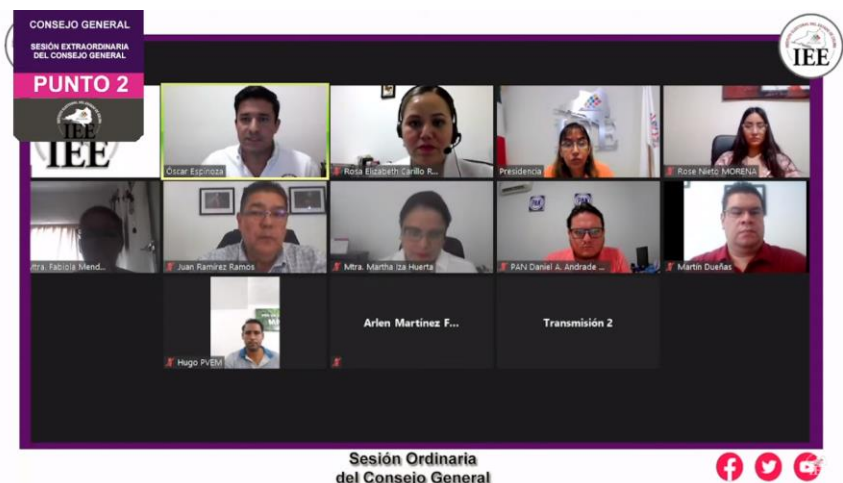 CONSEJO GENERAL
SESIÓN EXTRAORDINARIA
DEL CONSEJO GENERAL
PUNTO 2
IEE
IEE
IEE
Óscar Espinoza
Rosa Elizabeth Carillo R...
Presidencia
Rose Nieto MORENA
Mtra. Fabiola Mend...
Juan Ramirez Ramos
Mtra. Martha Iza Huerta
PAN Daniel A. Andrade ...
Martín Dueñas
Hugo PVEM
Arlen Martínez F...
Transmisión 2
Sesión Ordinaria
del Consejo General